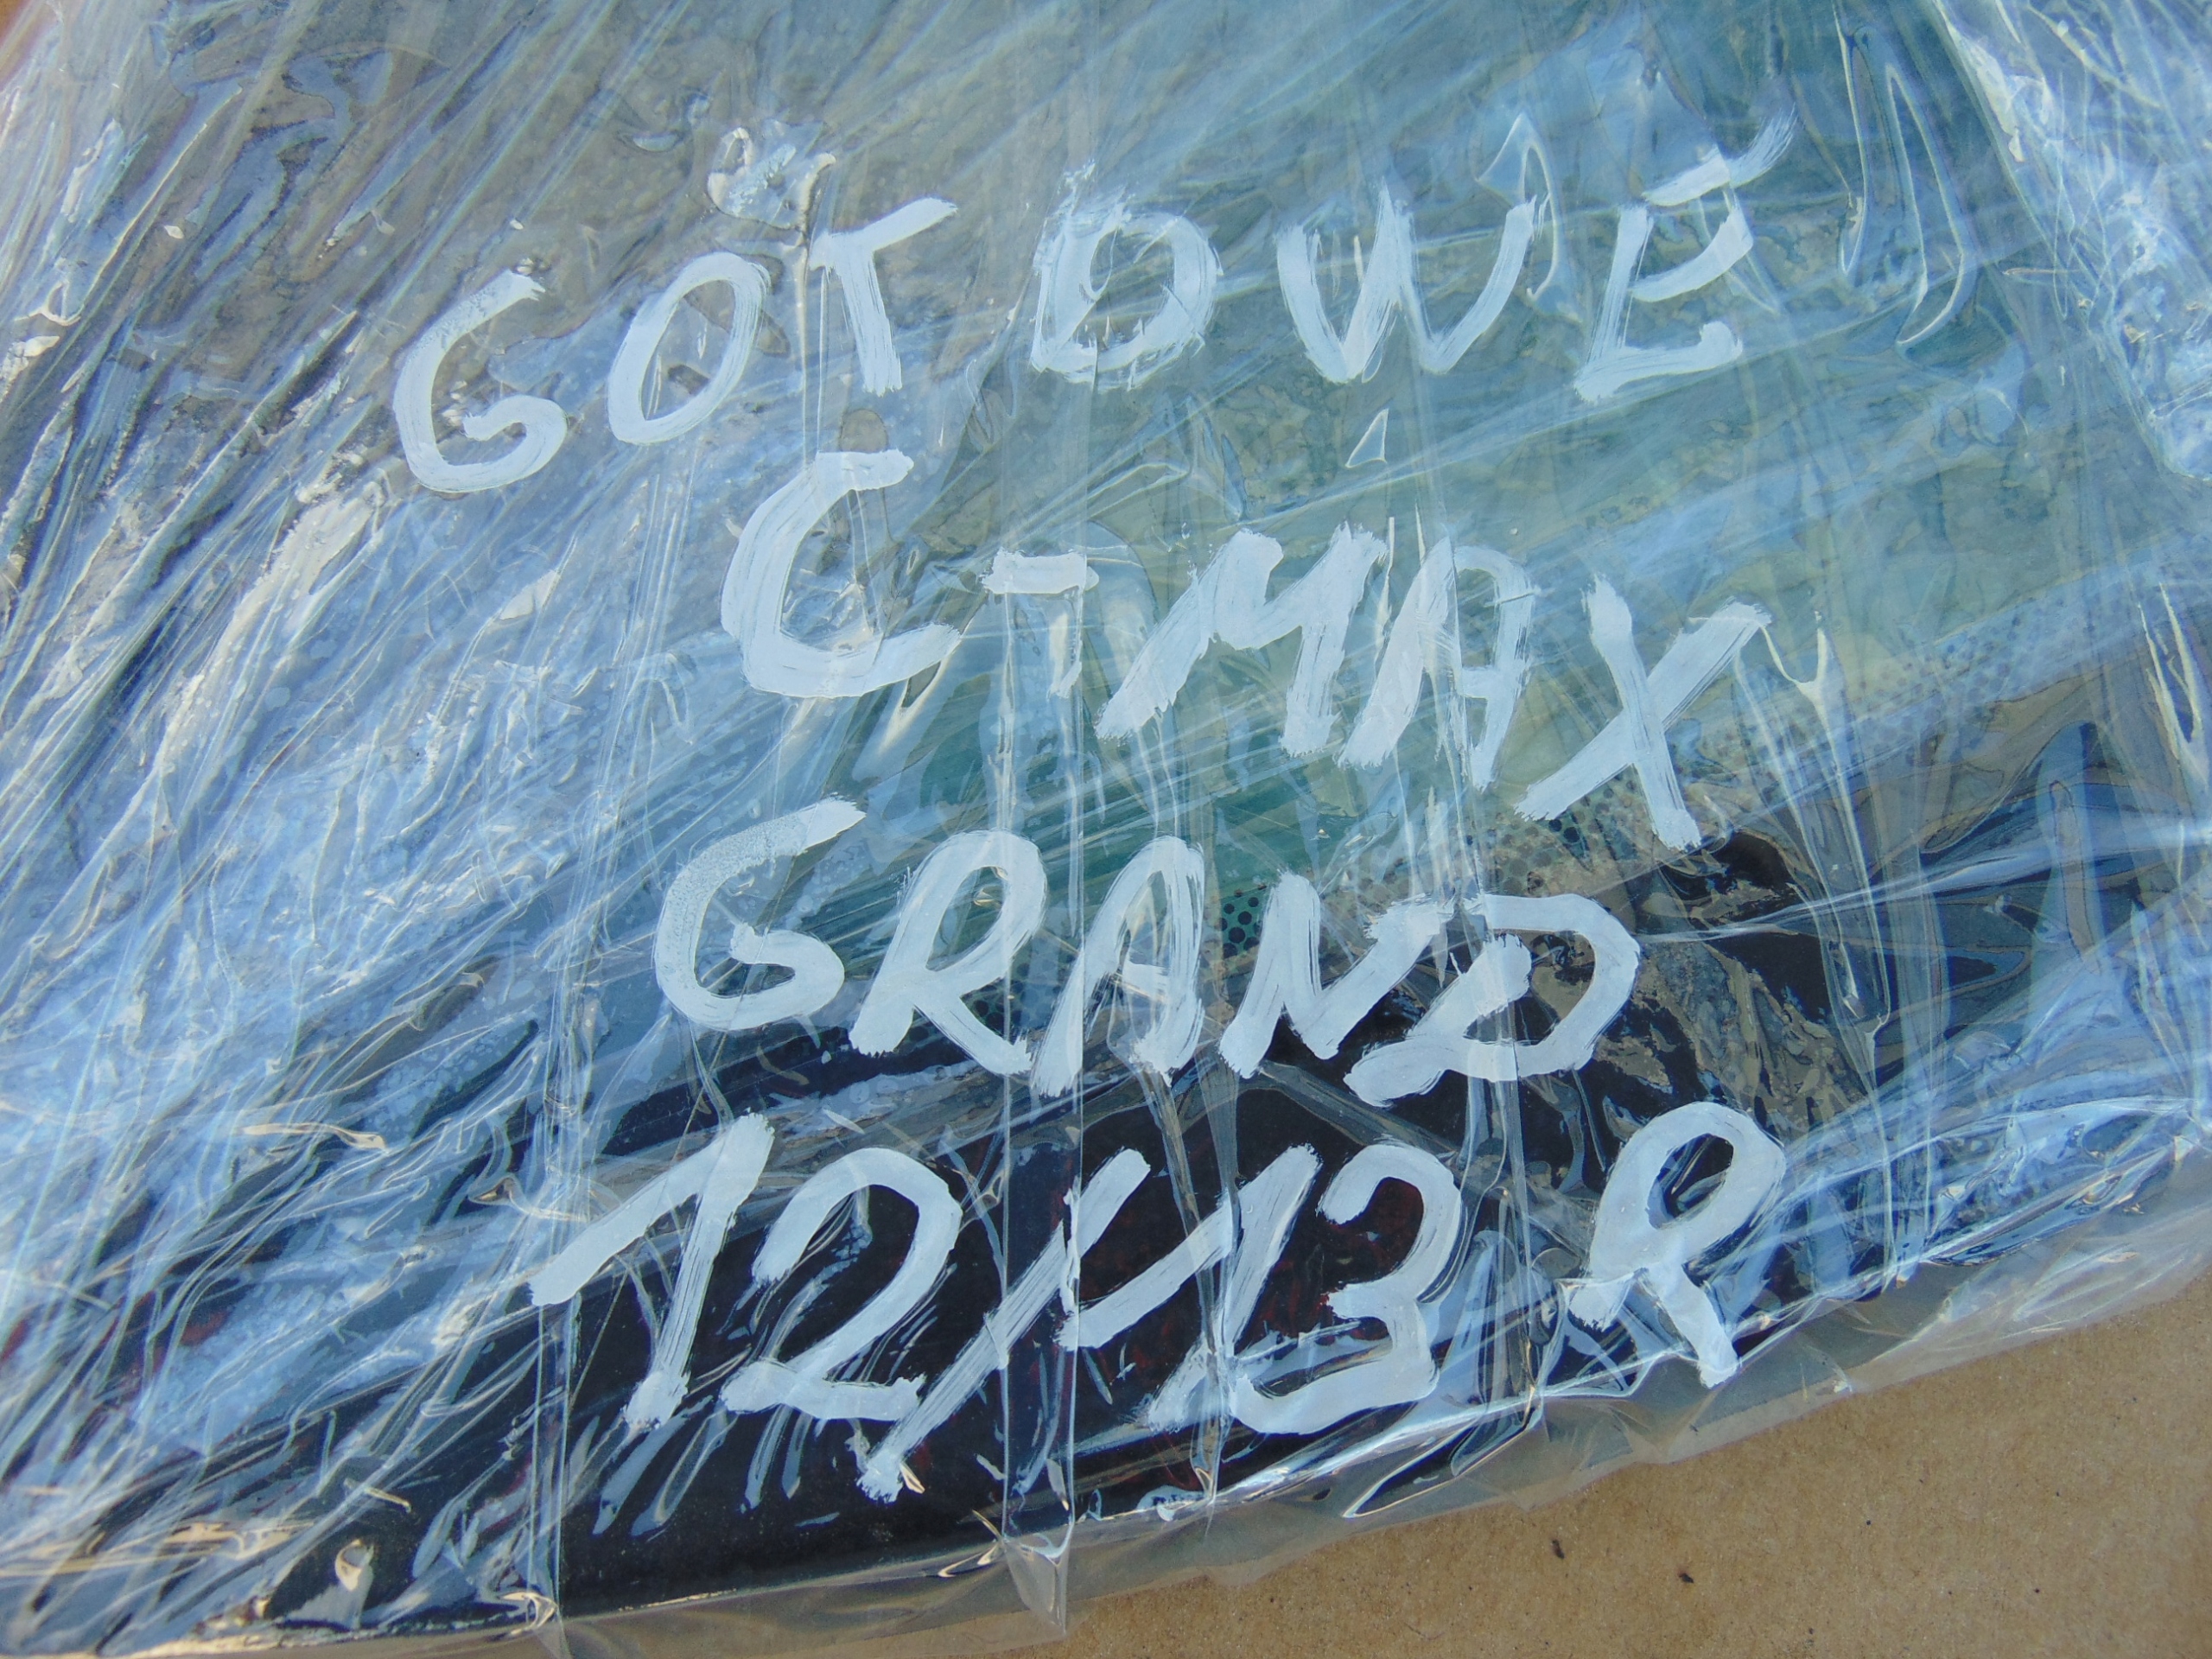 GOTOWE
C-MAX
GRAND
12/13 R